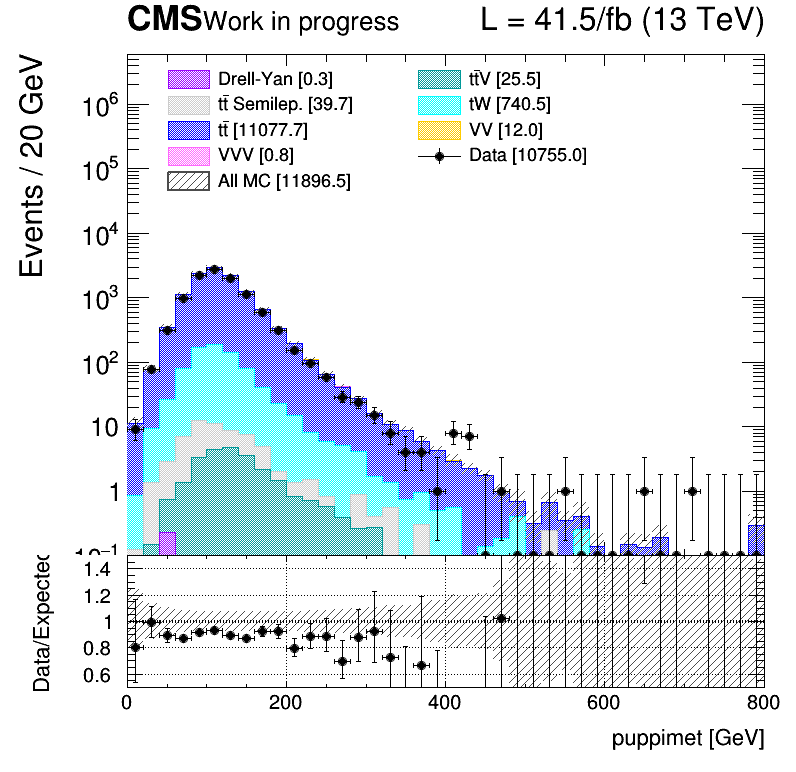 CMS Work in progress L = 41.5/fb (13 TeV)
Events / 20 GeV
Drell-Yan [0.3]
tt̄ Semilep. [39.7]
tt̄ [11077.7]
VVV [0.8]
All MC [11896.5]
tt̄V [25.5]
tW [740.5]
VV [12.0]
Data [10755.0]
10⁶
10⁵
10⁴
10³
10²
10
1
10⁻¹
Data/Expected
1.4
1.2
1
0.8
0.6
0 200 400 600 800
puppimet [GeV]